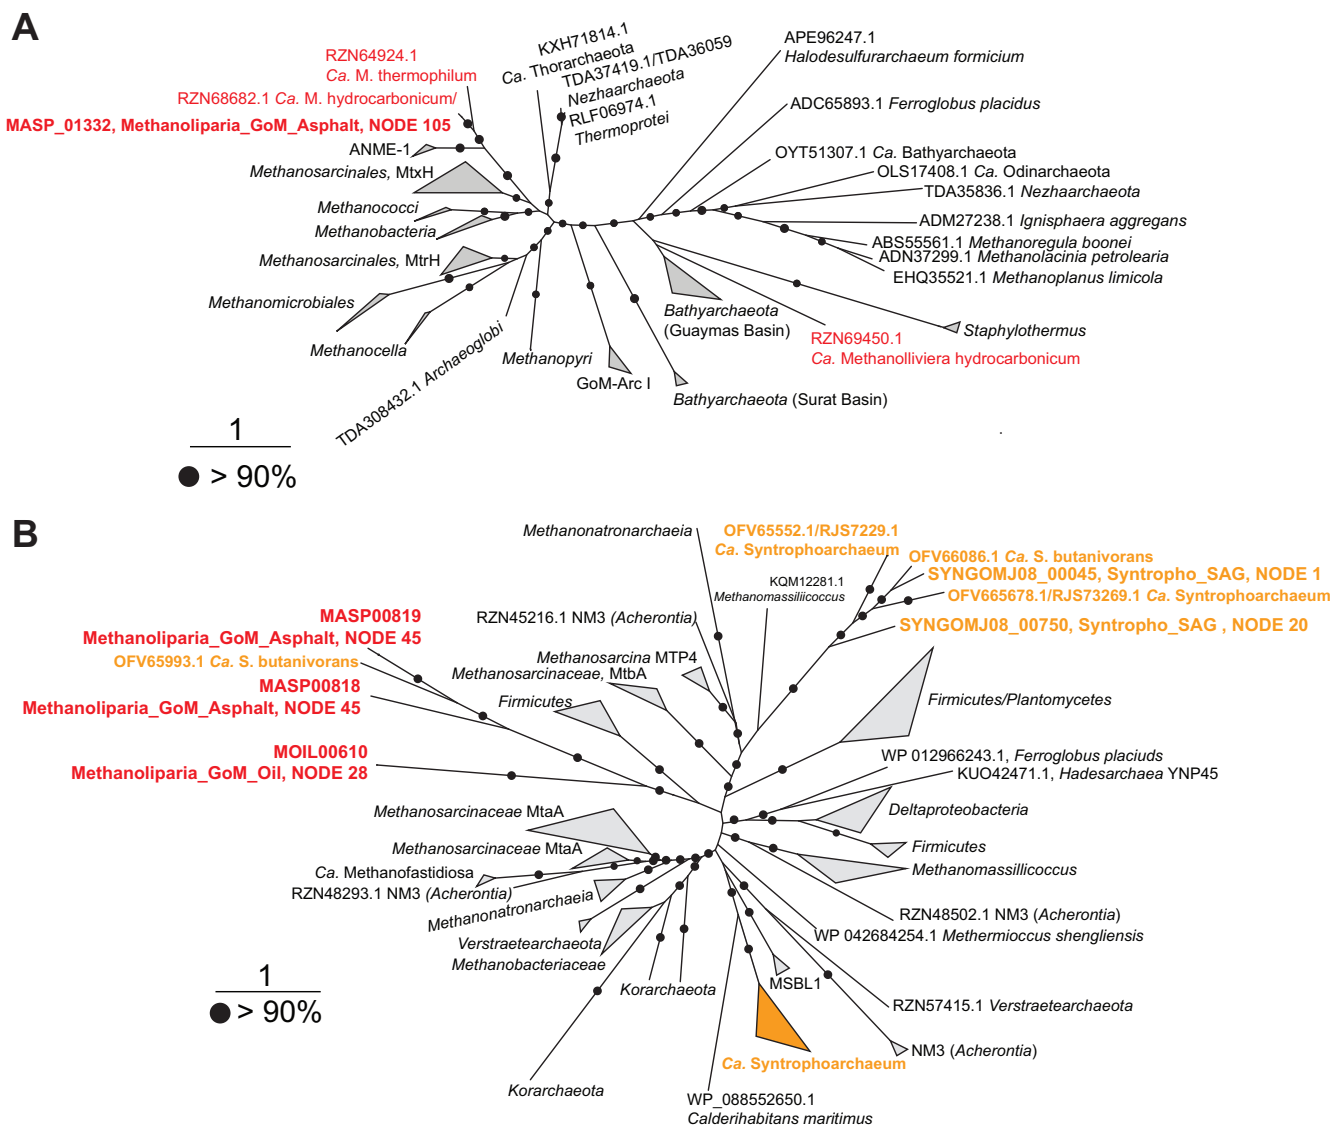 A
RZN64924.1
Ca. M. thermophilum
RZN68682.1 Ca. M. hydrocarbonicum/
MASP_01332, Methanoliparia_GoM_Asphalt, NODE 105
ANME-1
Methanosarcinales, MtxH
Methanococci
Methanobacteria
Methanosarcinales, MtrH
Methanomicrobiales
Methanocella
TDA308432.1 Archaeoglobi
Methanopyri
GoM-Arc I
Bathyarchaeota (Surat Basin)
KXH71814.1
Ca. Thorarchaeota
TDA37419.1/TDA36059
Nezhaarchaeota
RLF06974.1
Thermoprotei
APE96247.1
Halodesulfurarchaeum formicium
ADC65893.1 Ferroglobus placidus
OYT51307.1 Ca. Bathyarchaeota
OLS17408.1 Ca. Odinarchaeota
TDA35836.1 Nezhaarchaeota
ADM27238.1 Ignisphaera aggregans
ABS55561.1 Methanoregula boonei
ADN37299.1 Methanolacinia petrolearia
EHQ35521.1 Methanoplanus limicola
Bathyarchaeota
(Guaymas Basin)
Staphylothermus
RZN69450.1
Ca. Methanolliviera hydrocarbonicum
1
> 90%
B
Methanonatronarchaeia
OFV65552.1/RJS7229.1
Ca. Syntrophoarchaeum
OFV66086.1 Ca. S. butanivorans
SYNGOMJ08_00045, Syntropho_SAG, NODE 1
OFV665678.1/RJS73269.1 Ca. Syntrophoarchaeum
SYNGOMJ08_00750, Syntropho_SAG , NODE 20
KQM12281.1
Methanomassiliicoccus
RZN45216.1 NM3 (Acherontia)
Methanosarcina MTP4
Methanosarcinaceae, MtbA
Firmicutes
MASP00819
Methanoliparia_GoM_Asphalt, NODE 45
OFV65993.1 Ca. S. butanivorans
MASP00818
Methanoliparia_GoM_Asphalt, NODE 45
MOIL00610
Methanoliparia_GoM_Oil, NODE 28
Firmicutes/Plantomycetes
WP 012966243.1, Ferroglobus placiuds
KUO42471.1, Hadesarchaea YNP45
Deltaproteobacteria
Firmicutes
Methanomassillicoccus
RZN48502.1 NM3 (Acherontia)
WP 042684254.1 Methermioccus shengliensis
RZN57415.1 Verstraetearchaeota
NM3 (Acherontia)
MSBL1
Ca. Syntrophoarchaeum
WP_088552650.1
Calderihabitans maritimus
Methanosarcinaceae MtaA
Methanosarcinaceae MtaA
Ca. Methanofastidiosa
RZN48293.1 NM3 (Acherontia)
Methanonatronarchaeia
Verstraetearchaeota
Methanobacteriaceae
Korarchaeota
Korarchaeota
1
> 90%